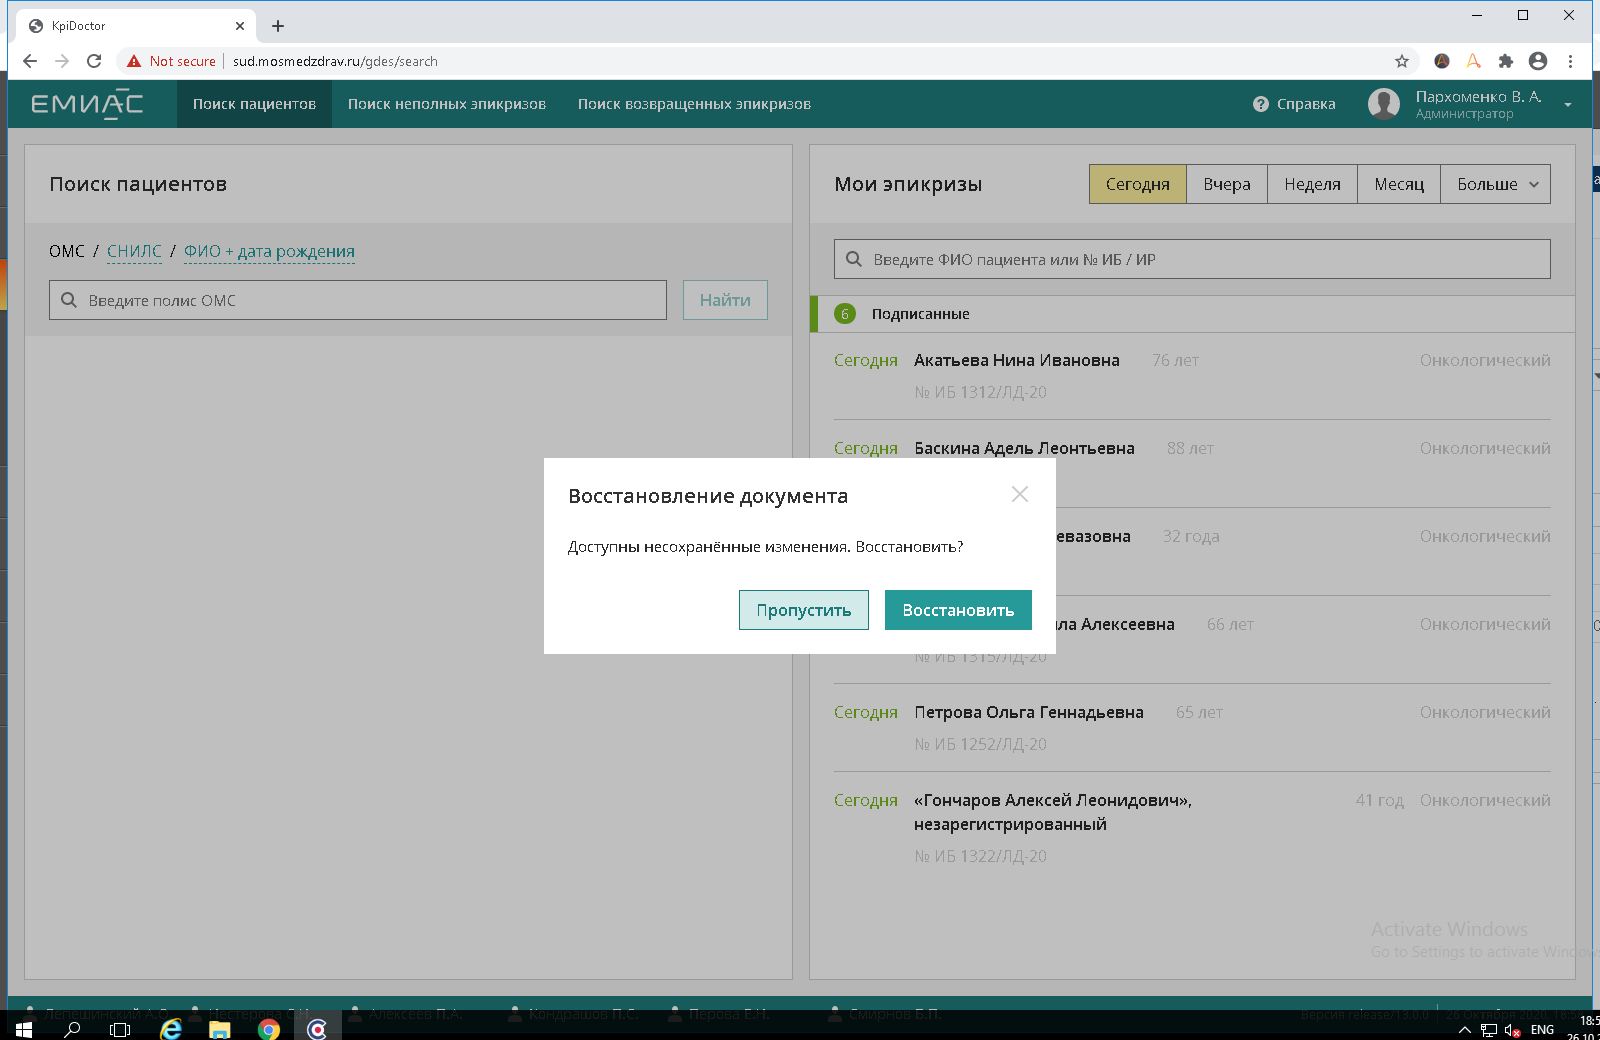 KpiDoctor
Not secure
sud.mosmedzdrav.ru/gdes/search
ЕМИАС
Поиск пациентов
Поиск неполных эпикризов
Поиск возвращенных эпикризов
Справка
Пархоменко В. А.
Администратор
Поиск пациентов
ОМС / СНИЛС / ФИО + дата рождения
Введите полис ОМС
Найти
Мои эпикризы
Сегодня
Вчера
Неделя
Месяц
Больше
Введите ФИО пациента или № ИБ / ИР
6 Подписанные
Сегодня Акатьева Нина Ивановна 76 лет Онкологический
№ ИБ 1312/ЛД-20
Сегодня Баскина Адель Леонтьевна 88 лет Онкологический
евазовна 32 года Онкологический
ла Алексеевна 66 лет Онкологический
№ ИБ 1315/ЛД-20
Сегодня Петрова Ольга Геннадьевна 65 лет Онкологический
№ ИБ 1252/ЛД-20
Сегодня «Гончаров Алексей Леонидович», 41 год Онкологический
незарегистрированный
№ ИБ 1322/ЛД-20
Восстановление документа
Доступны несохранённые изменения. Восстановить?
Пропустить
Восстановить
Activate Windows
Go to Settings to activate Windows
Лепешинский А.О.
Нестерова О.Н.
Алексеев П.А.
Кондрашов П.С.
Перова Е.Н.
Смирнов В.П.
Версия release/13.0.0
26 Октября 2020, 18:5
ENG
18:5
26.10.2